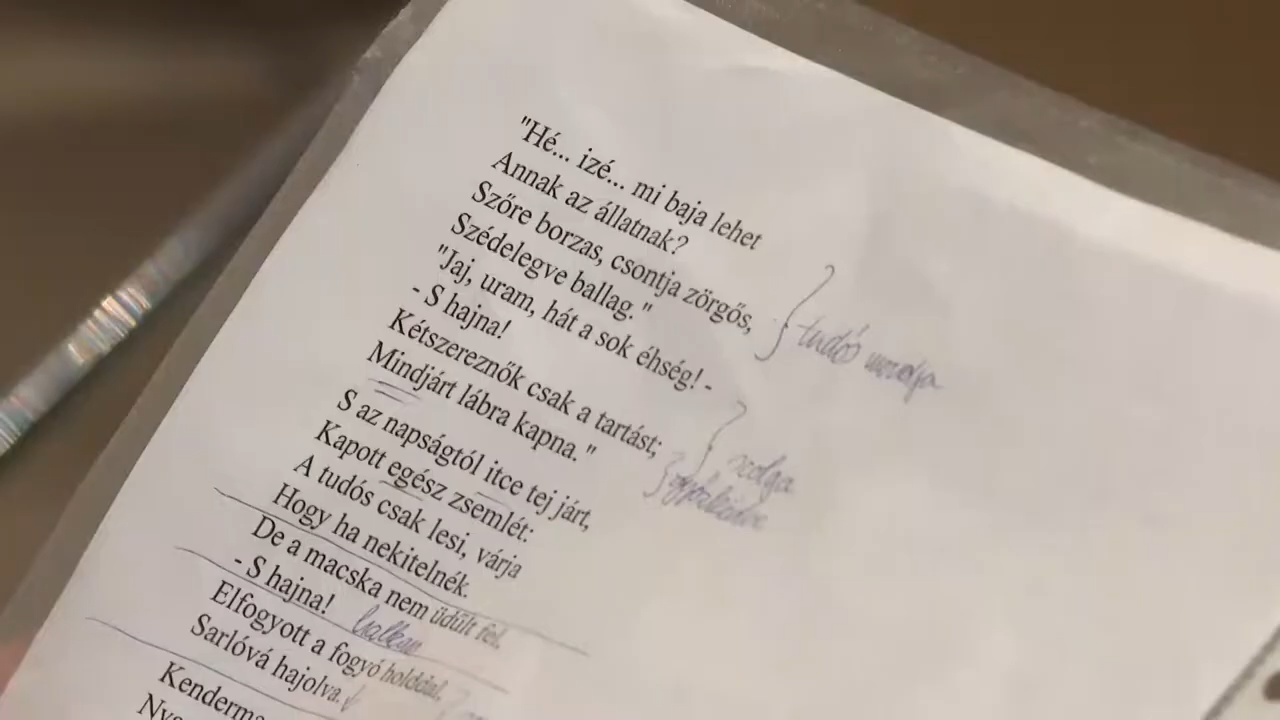 "Hé... izé... mi baja lehet
Annak az állatnak?
Szőre borzas, csontja zörgős,
Szédelegve ballag."
tudós mondja
"Jaj, uram, hát a sok éhség! -
- S hajna!
Kétszereznők csak a tartást;
Mindjárt lábra kapna."
szolga
S az napságtól itce tej járt,
Kapott egész zsemlét:
A tudós csak lesi, várja
Hogy ha nekitelnék.
De a macska nem üdült fel.
- S hajna!
halkan
Elfogyott a fogyó holddal,
Sarlóvá hajolva.